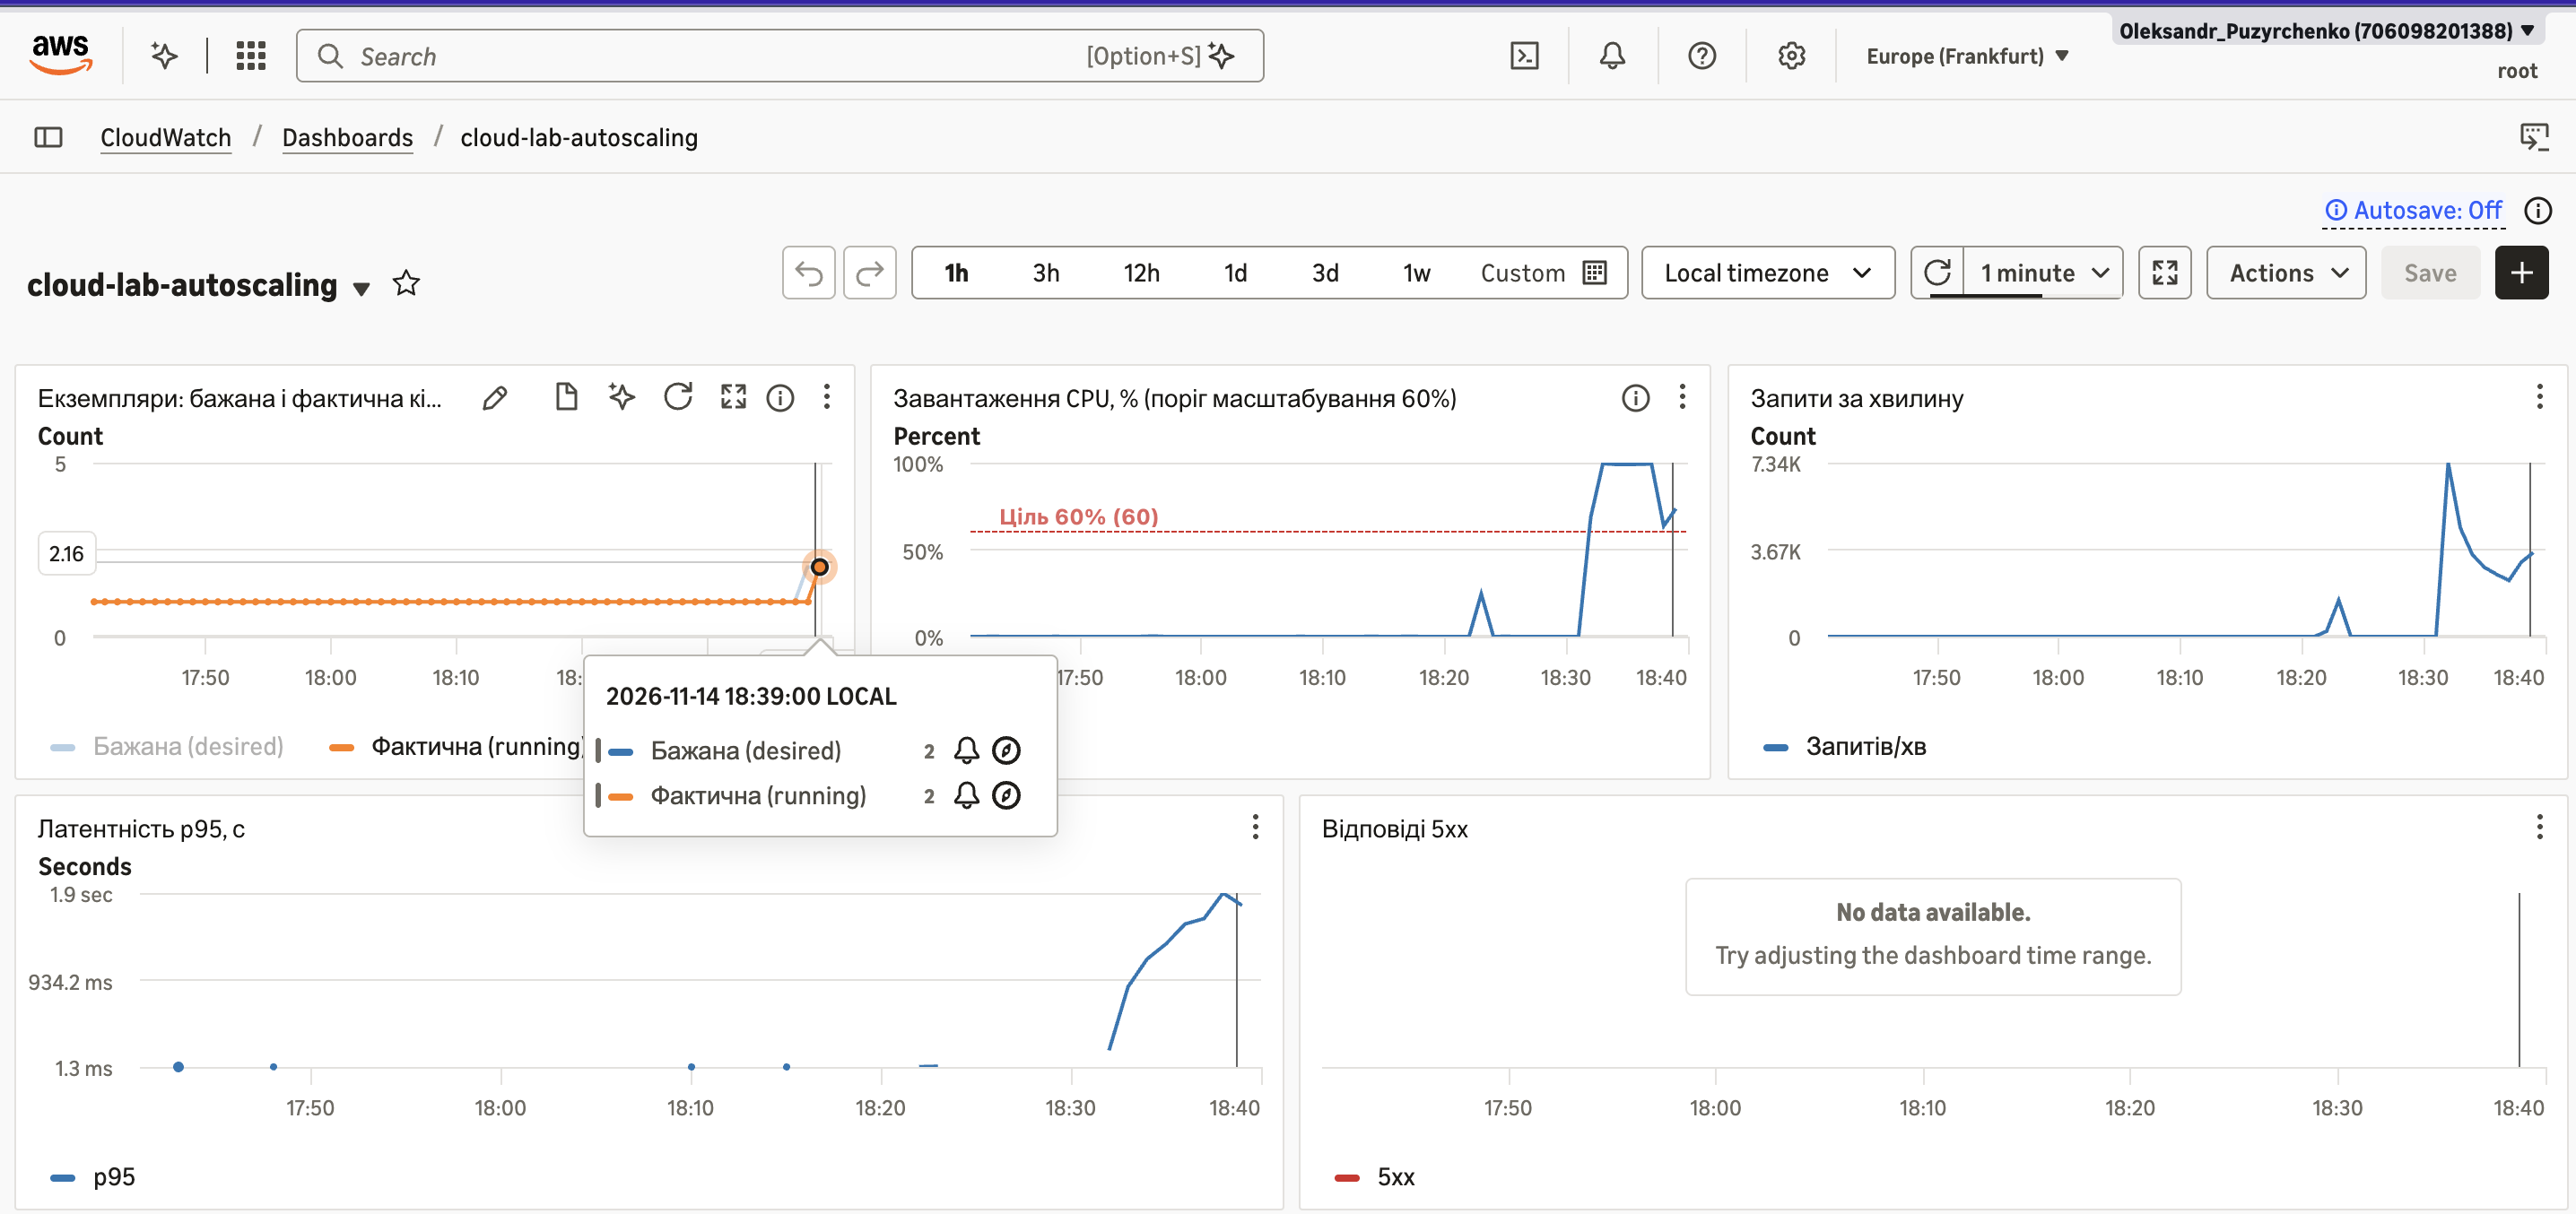 Oleksandr_Puzyrchenko (706098201388)
aws
Search
[Option+S]
Europe (Frankfurt)
root
CloudWatch / Dashboards / cloud-lab-autoscaling
Autosave: Off
cloud-lab-autoscaling
1h 3h 12h 1d 3d 1w Custom
Local timezone
1 minute
Actions
Save
Екземпляри: бажана і фактична кі...
Count
5
2.16
0
17:50 18:00 18:10 18:
Бажана (desired)
Фактична (running)
2026-11-14 18:39:00 LOCAL
Бажана (desired) 2
Фактична (running) 2
Завантаження CPU, % (поріг масштабування 60%)
Percent
100%
Ціль 60% (60)
50%
0%
17:50 18:00 18:10 18:20 18:30 18:40
Запити за хвилину
Count
7.34K
3.67K
0
17:50 18:00 18:10 18:20 18:30 18:40
Запитів/хв
Латентність p95, с
Seconds
1.9 sec
934.2 ms
1.3 ms
17:50 18:00 18:10 18:20 18:30 18:40
p95
Відповіді 5xx
No data available.
Try adjusting the dashboard time range.
17:50 18:00 18:10 18:20 18:30 18:40
5xx